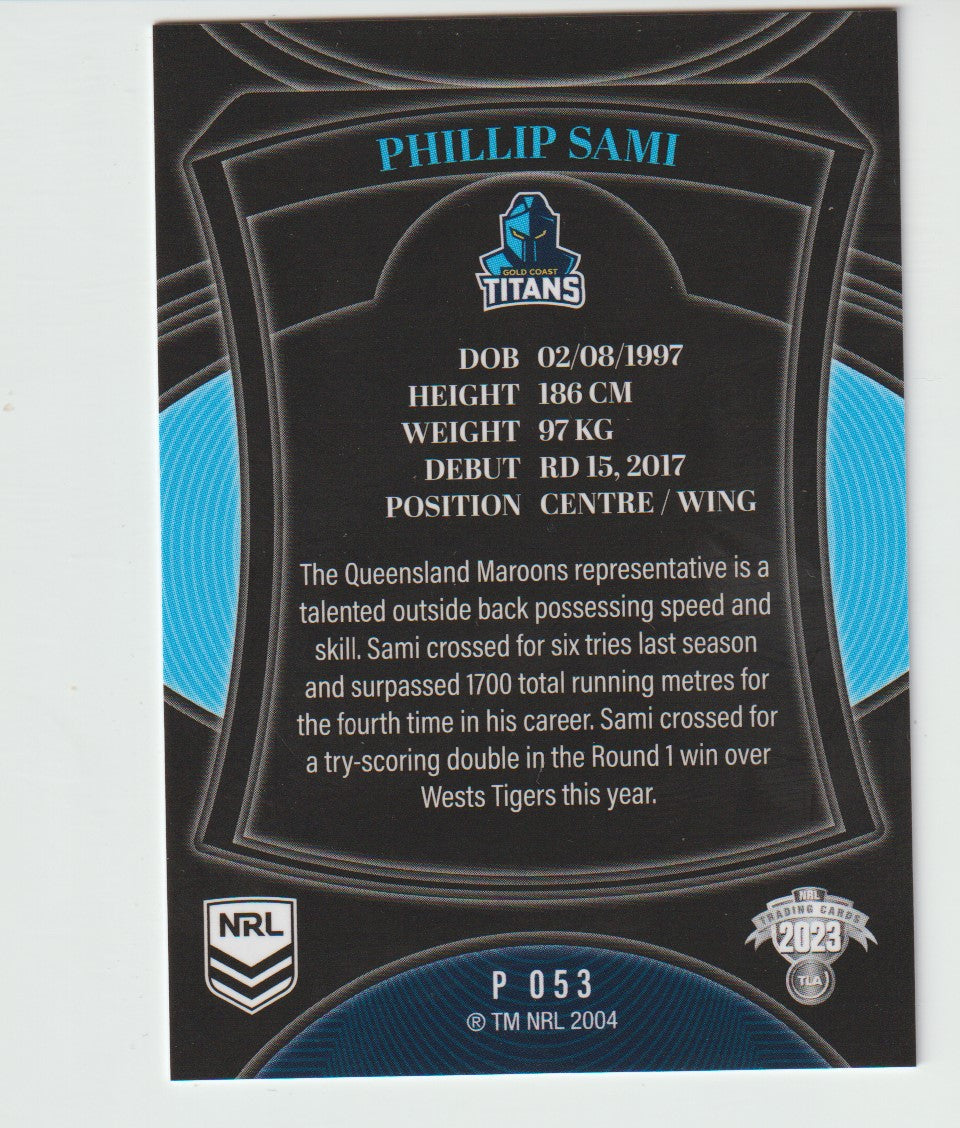 PHILLIP SAMI
GOLD COAST
TITANS
DOB 02/08/1997
HEIGHT 186 CM
WEIGHT 97 KG
DEBUT RD 15, 2017
POSITION CENTRE / WING
The Queensland Maroons representative is a
talented outside back possessing speed and
skill. Sami crossed for six tries last season
and surpassed 1700 total running metres for
the fourth time in his career. Sami crossed for
a try-scoring double in the Round 1 win over
Wests Tigers this year.
NRL
NRL
TRADING CARDS
2023
TLA
P 053
® TM NRL 2004